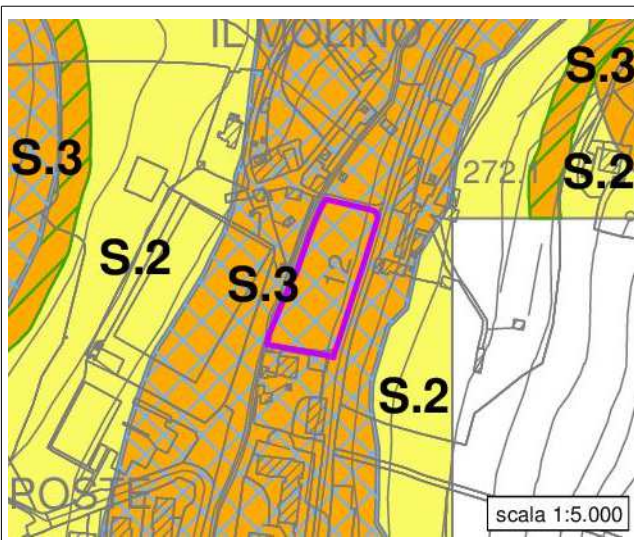 IL MOLINO
S.3
S.3
272.1
S.2
S.2
12
S.3
S.2
POSTE
scala 1:5.000